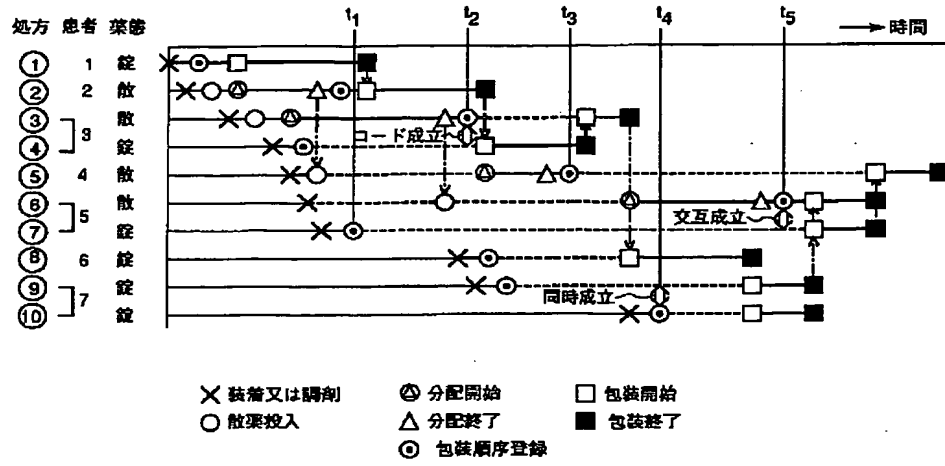 t₁ t₂ t₃ t₄ t₅
処方 患者 薬態 時間
① 1 錠
② 2 散
③ 散
3
④ 錠
⑤ 4 散
⑥ 散
5
⑦ 錠
⑧ 6 錠
⑨ 錠
7
⑩ 錠
コード成立
交互成立
同時成立
装着又は調剤 分配開始 包装開始
散薬投入 分配終了 包装終了
包装順序登録